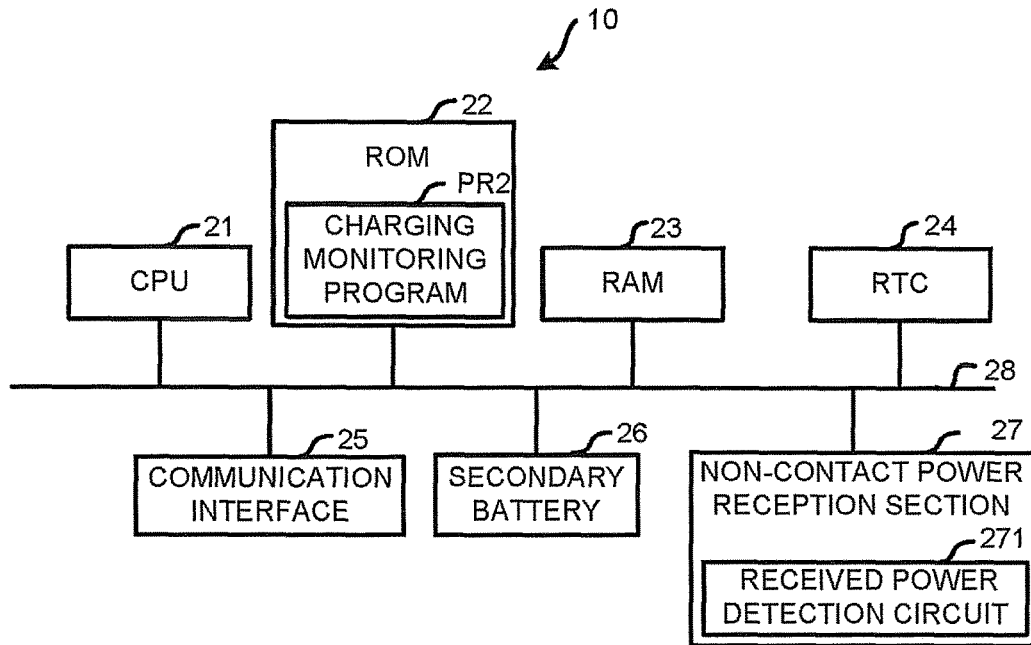 10
22
ROM
PR2
CHARGING
MONITORING
PROGRAM
21
CPU
23
RAM
24
RTC
28
25
COMMUNICATION
INTERFACE
26
SECONDARY
BATTERY
27
NON-CONTACT POWER
RECEPTION SECTION
271
RECEIVED POWER
DETECTION CIRCUIT